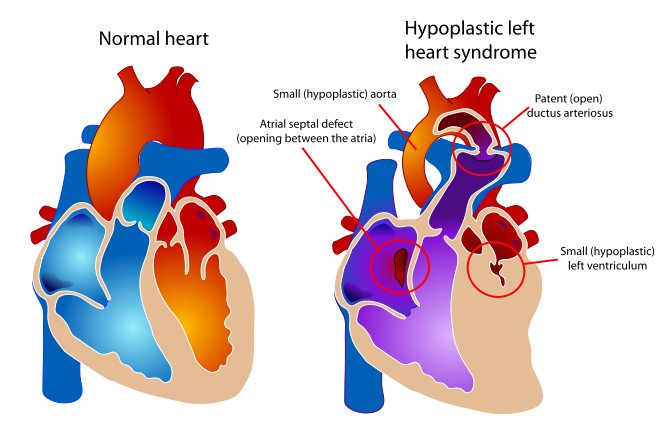 Normal heart
Hypoplastic left
heart syndrome
Small (hypoplastic) aorta
Patent (open)
ductus arteriosus
Atrial septal defect
(opening between the atria)
Small (hypoplastic)
left ventriculum